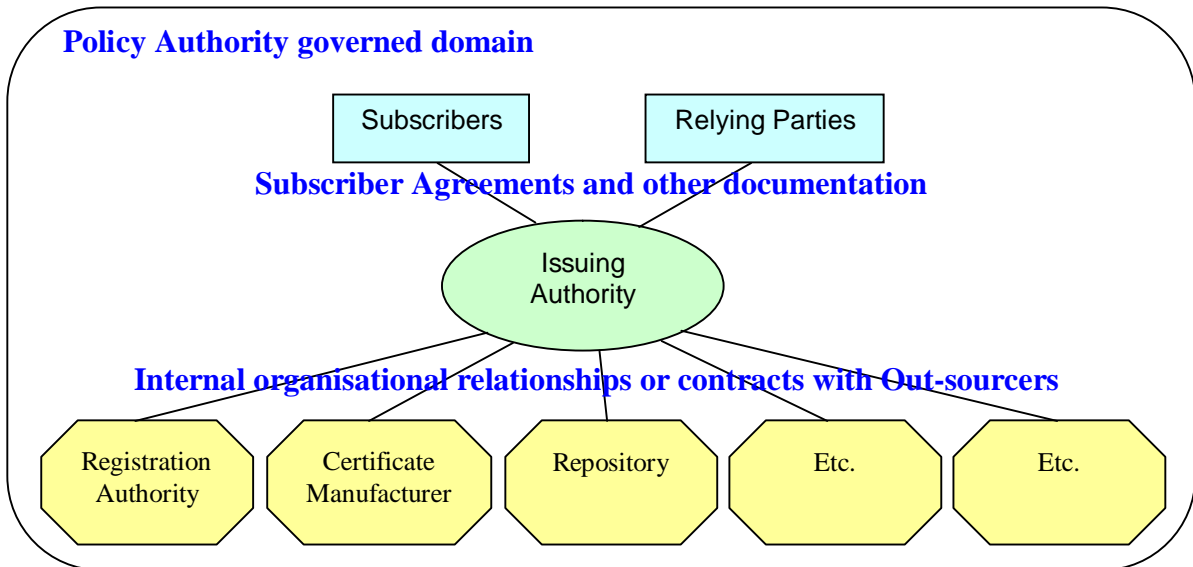 Policy Authority governed domain
Subscribers
Relying Parties
Subscriber Agreements and other documentation
Issuing
Authority
Internal organisational relationships or contracts with Out-sourcers
Registration
Authority
Certificate
Manufacturer
Repository
Etc.
Etc.